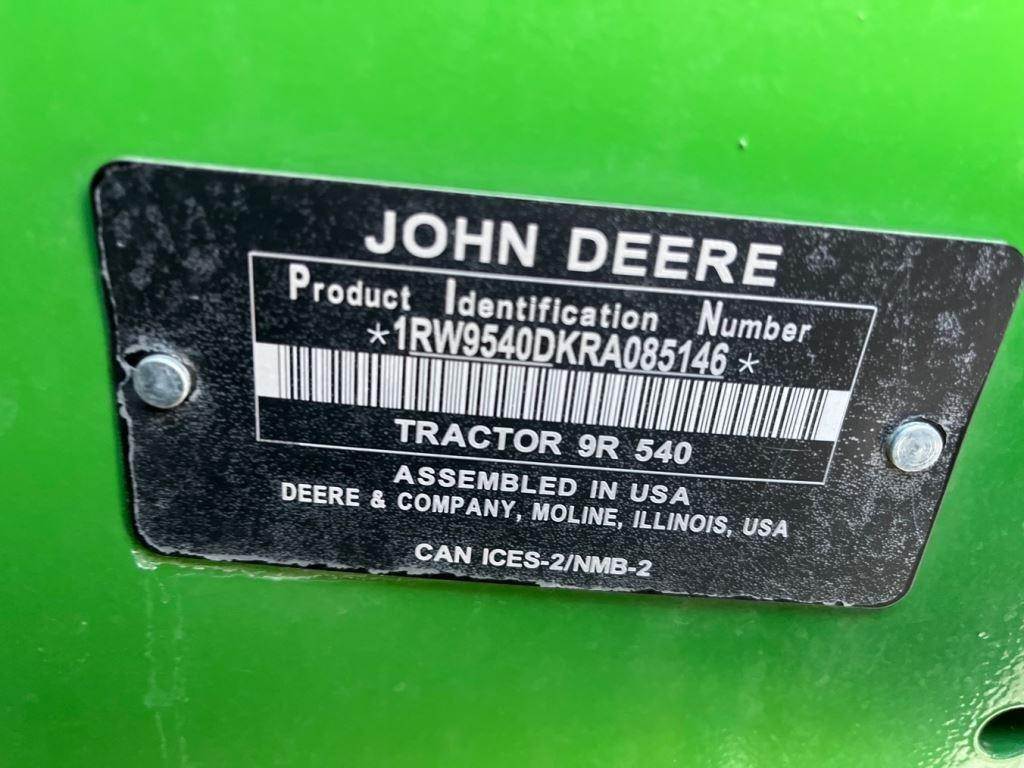 JOHN DEERE
Product Identification Number
*1RW9540DKRA085146*
TRACTOR 9R 540
ASSEMBLED IN USA
DEERE & COMPANY, MOLINE, ILLINOIS, USA
CAN ICES-2/NMB-2